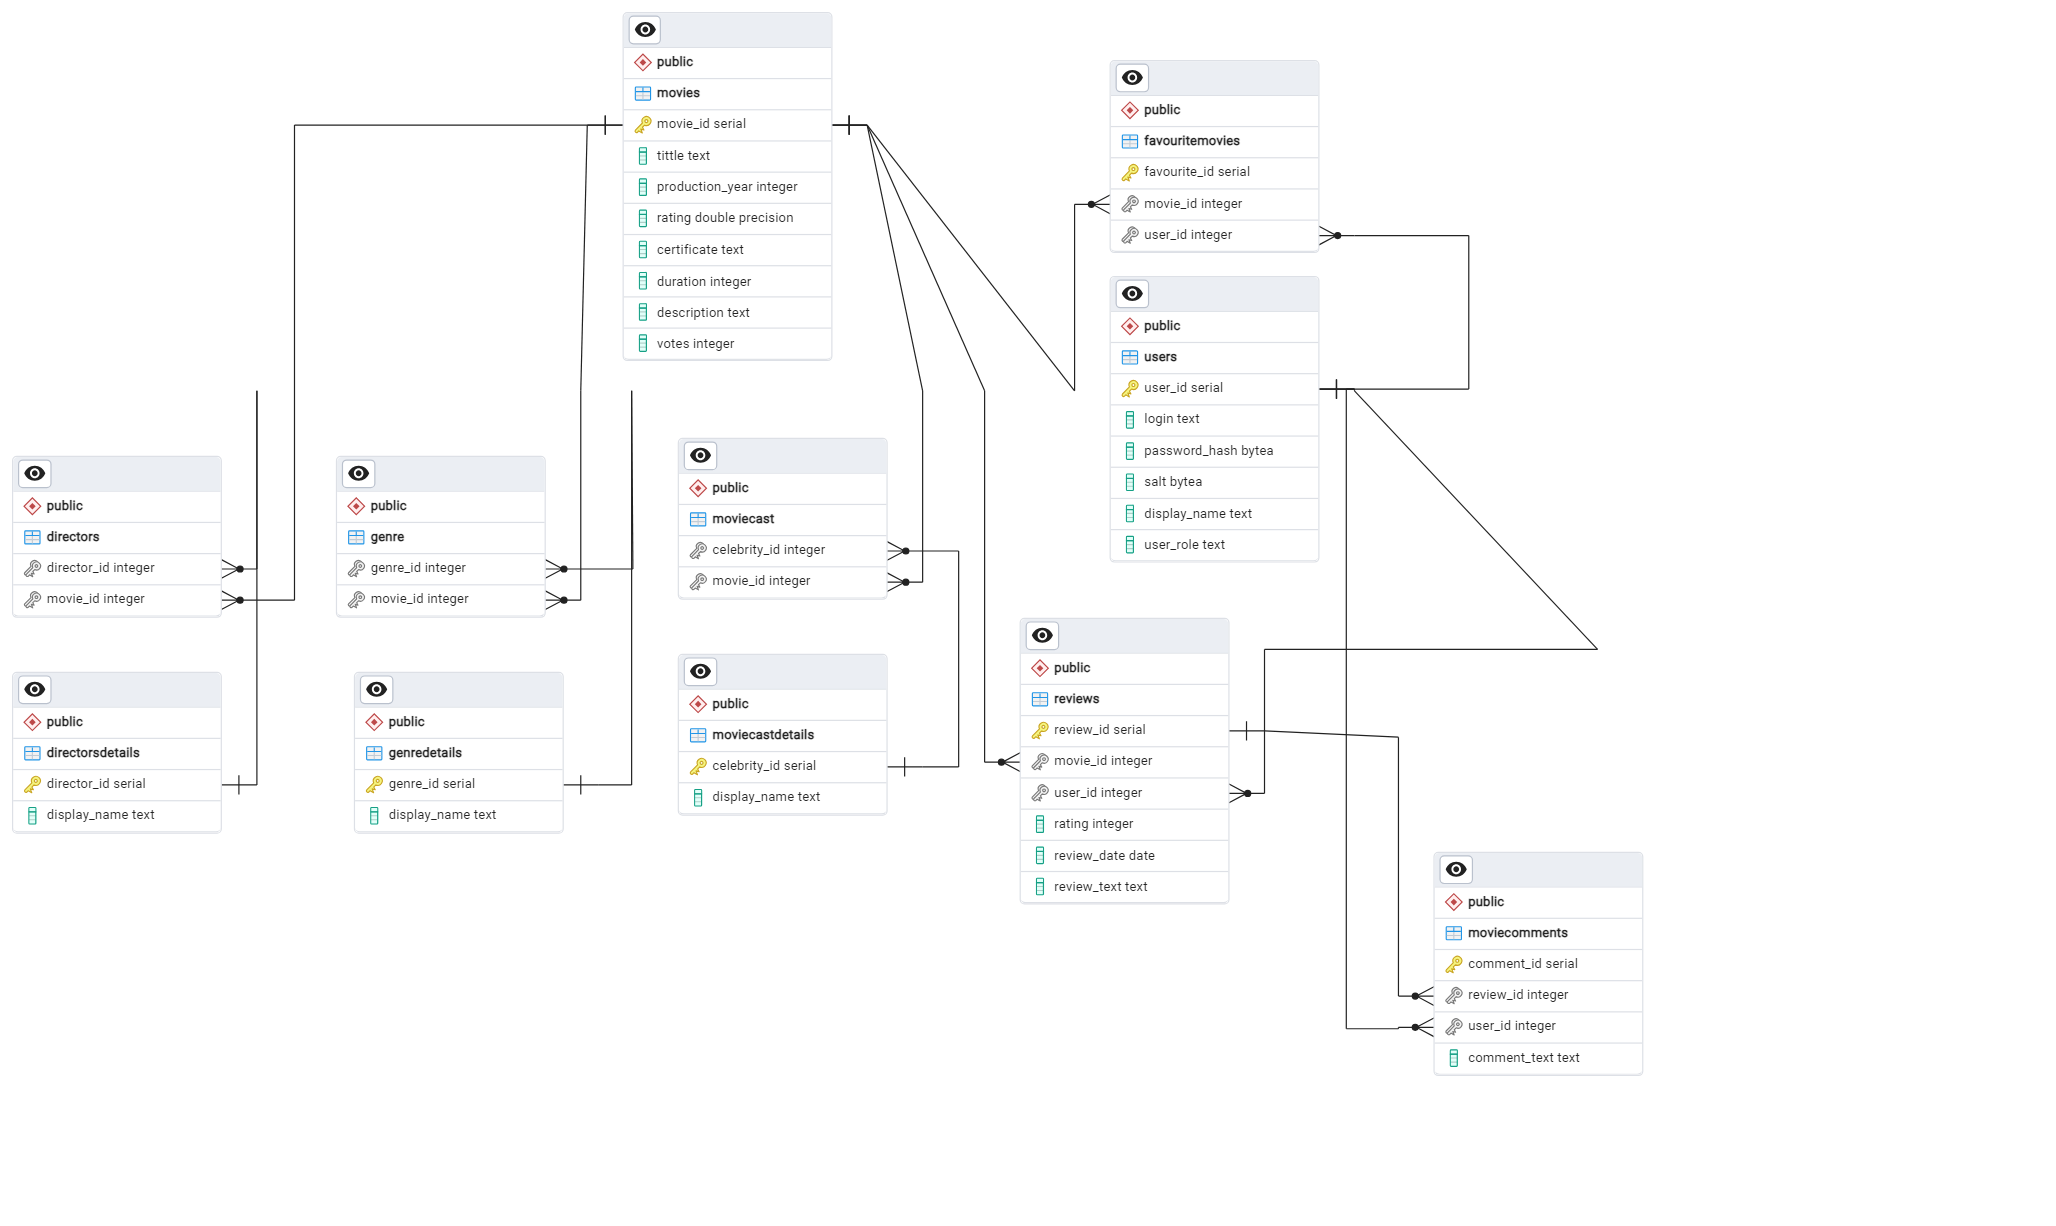 public
movies
movie_id serial
tittle text
production_year integer
rating double precision
certificate text
duration integer
description text
votes integer
public
favouritemovies
favourite_id serial
movie_id integer
user_id integer
public
users
user_id serial
login text
password_hash bytea
salt bytea
display_name text
user_role text
public
directors
director_id integer
movie_id integer
public
genre
genre_id integer
movie_id integer
public
moviecast
celebrity_id integer
movie_id integer
public
directorsdetails
director_id serial
display_name text
public
genredetails
genre_id serial
display_name text
public
moviecastdetails
celebrity_id serial
display_name text
public
reviews
review_id serial
movie_id integer
user_id integer
rating integer
review_date date
review_text text
public
moviecomments
comment_id serial
review_id integer
user_id integer
comment_text text